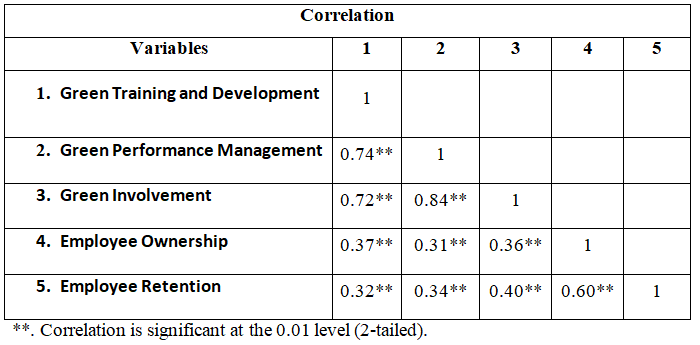 Correlation
Variables 1 2 3 4 5
1. Green Training and Development 1
2. Green Performance Management 0.74** 1
3. Green Involvement 0.72** 0.84** 1
4. Employee Ownership 0.37** 0.31** 0.36** 1
5. Employee Retention 0.32** 0.34** 0.40** 0.60** 1
**. Correlation is significant at the 0.01 level (2-tailed).